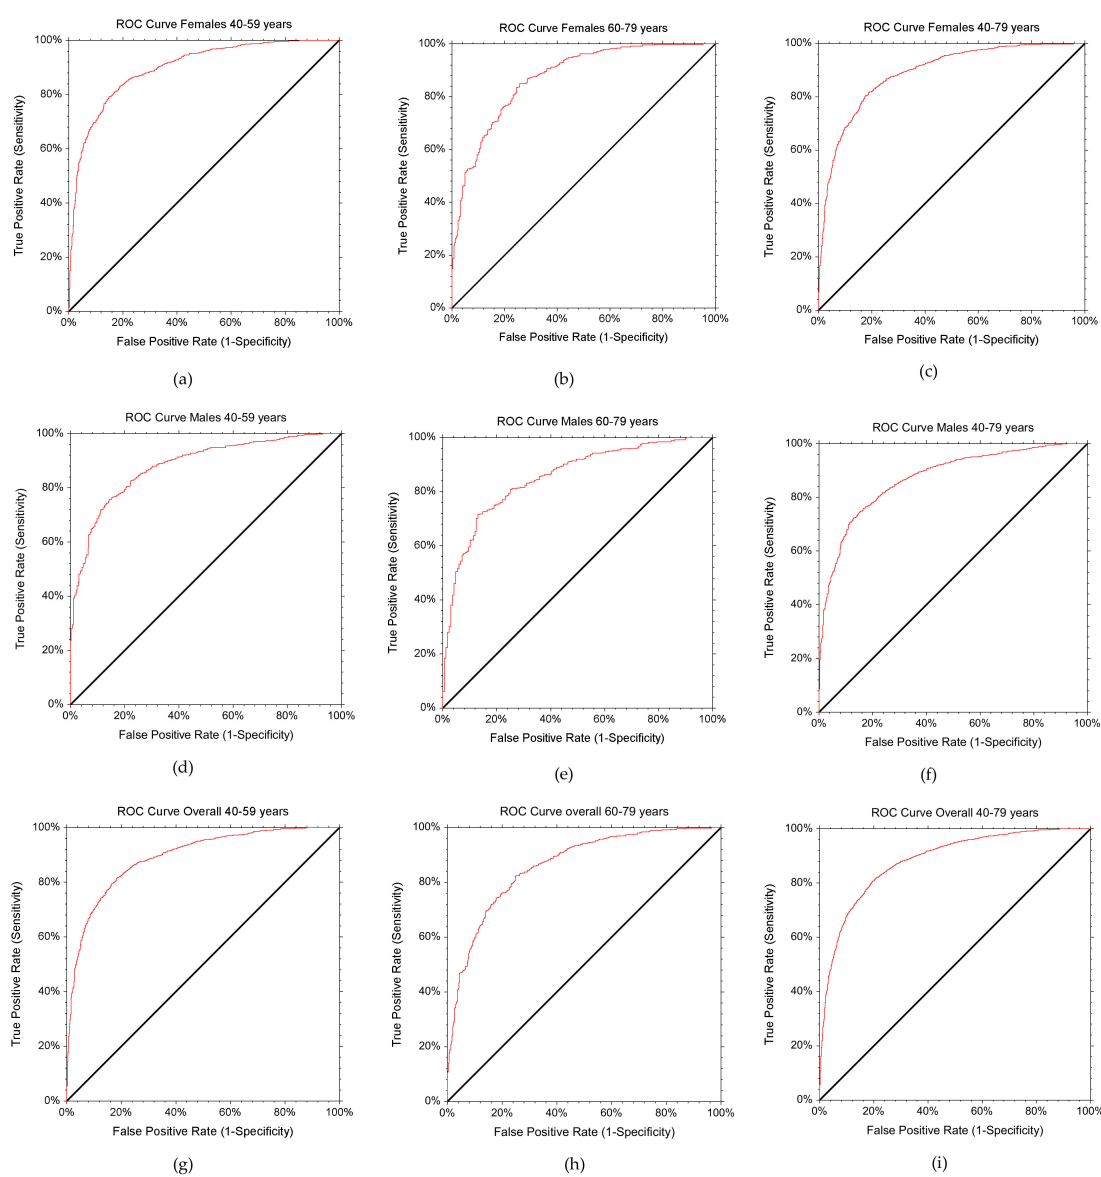 ROC Curve Females 40-59 years
True Positive Rate (Sensitivity)
100%
80%
60%
40%
20%
0%
0% 20% 40% 60% 80% 100%
False Positive Rate (1-Specificity)
(a)
ROC Curve Females 60-79 years
True Positive Rate (Sensitivity)
100%
80%
60%
40%
20%
0%
0% 20% 40% 60% 80% 100%
False Positive Rate (1-Specificity)
(b)
ROC Curve Females 40-79 years
True Positive Rate (Sensitivity)
100%
80%
60%
40%
20%
0%
0% 20% 40% 60% 80% 100%
False Positive Rate (1-Specificity)
(c)
ROC Curve Males 40-59 years
True Positive Rate (Sensitivity)
100%
80%
60%
40%
20%
0%
0% 20% 40% 60% 80% 100%
False Positive Rate (1-Specificity)
(d)
ROC Curve Males 60-79 years
True Positive Rate (Sensitivity)
100%
80%
60%
40%
20%
0%
0% 20% 40% 60% 80% 100%
False Positive Rate (1-Specificity)
(e)
ROC Curve Males 40-79 years
True Positive Rate (Sensitivity)
100%
80%
60%
40%
20%
0%
0% 20% 40% 60% 80% 100%
False Positive Rate (1-Specificity)
(f)
ROC Curve Overall 40-59 years
True Positive Rate (Sensitivity)
100%
80%
60%
40%
20%
0%
0% 20% 40% 60% 80% 100%
False Positive Rate (1-Specificity)
(g)
ROC Curve overall 60-79 years
True Positive Rate (Sensitivity)
100%
80%
60%
40%
20%
0%
0% 20% 40% 60% 80% 100%
False Positive Rate (1-Specificity)
(h)
ROC Curve Overall 40-79 years
True Positive Rate (Sensitivity)
100%
80%
60%
40%
20%
0%
0% 20% 40% 60% 80% 100%
False Positive Rate (1-Specificity)
(i)